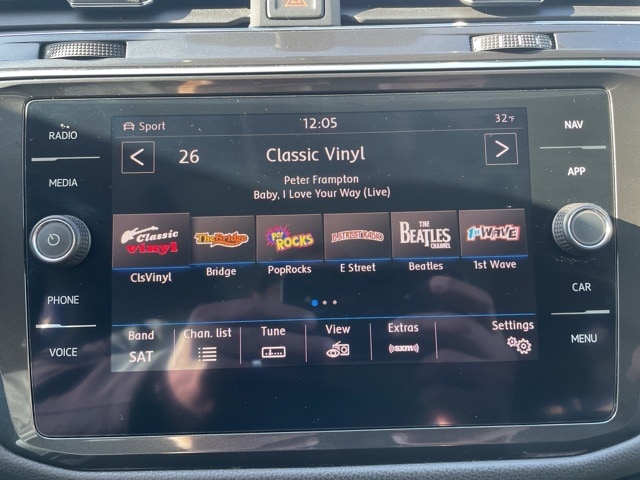 RADIO
MEDIA
PHONE
VOICE
Sport
12:05
32°F
26
Classic Vinyl
Peter Frampton
Baby, I Love Your Way (Live)
Classic
vinyl
TheBridge
POP
ROCKS
E STREET RADIO
THE
BEATLES
CHANNEL
1st WAVE
ClsVinyl
Bridge
PopRocks
E Street
Beatles
1st Wave
Band
SAT
Chan. list
Tune
View
Extras
((sxm))
Settings
NAV
APP
CAR
MENU